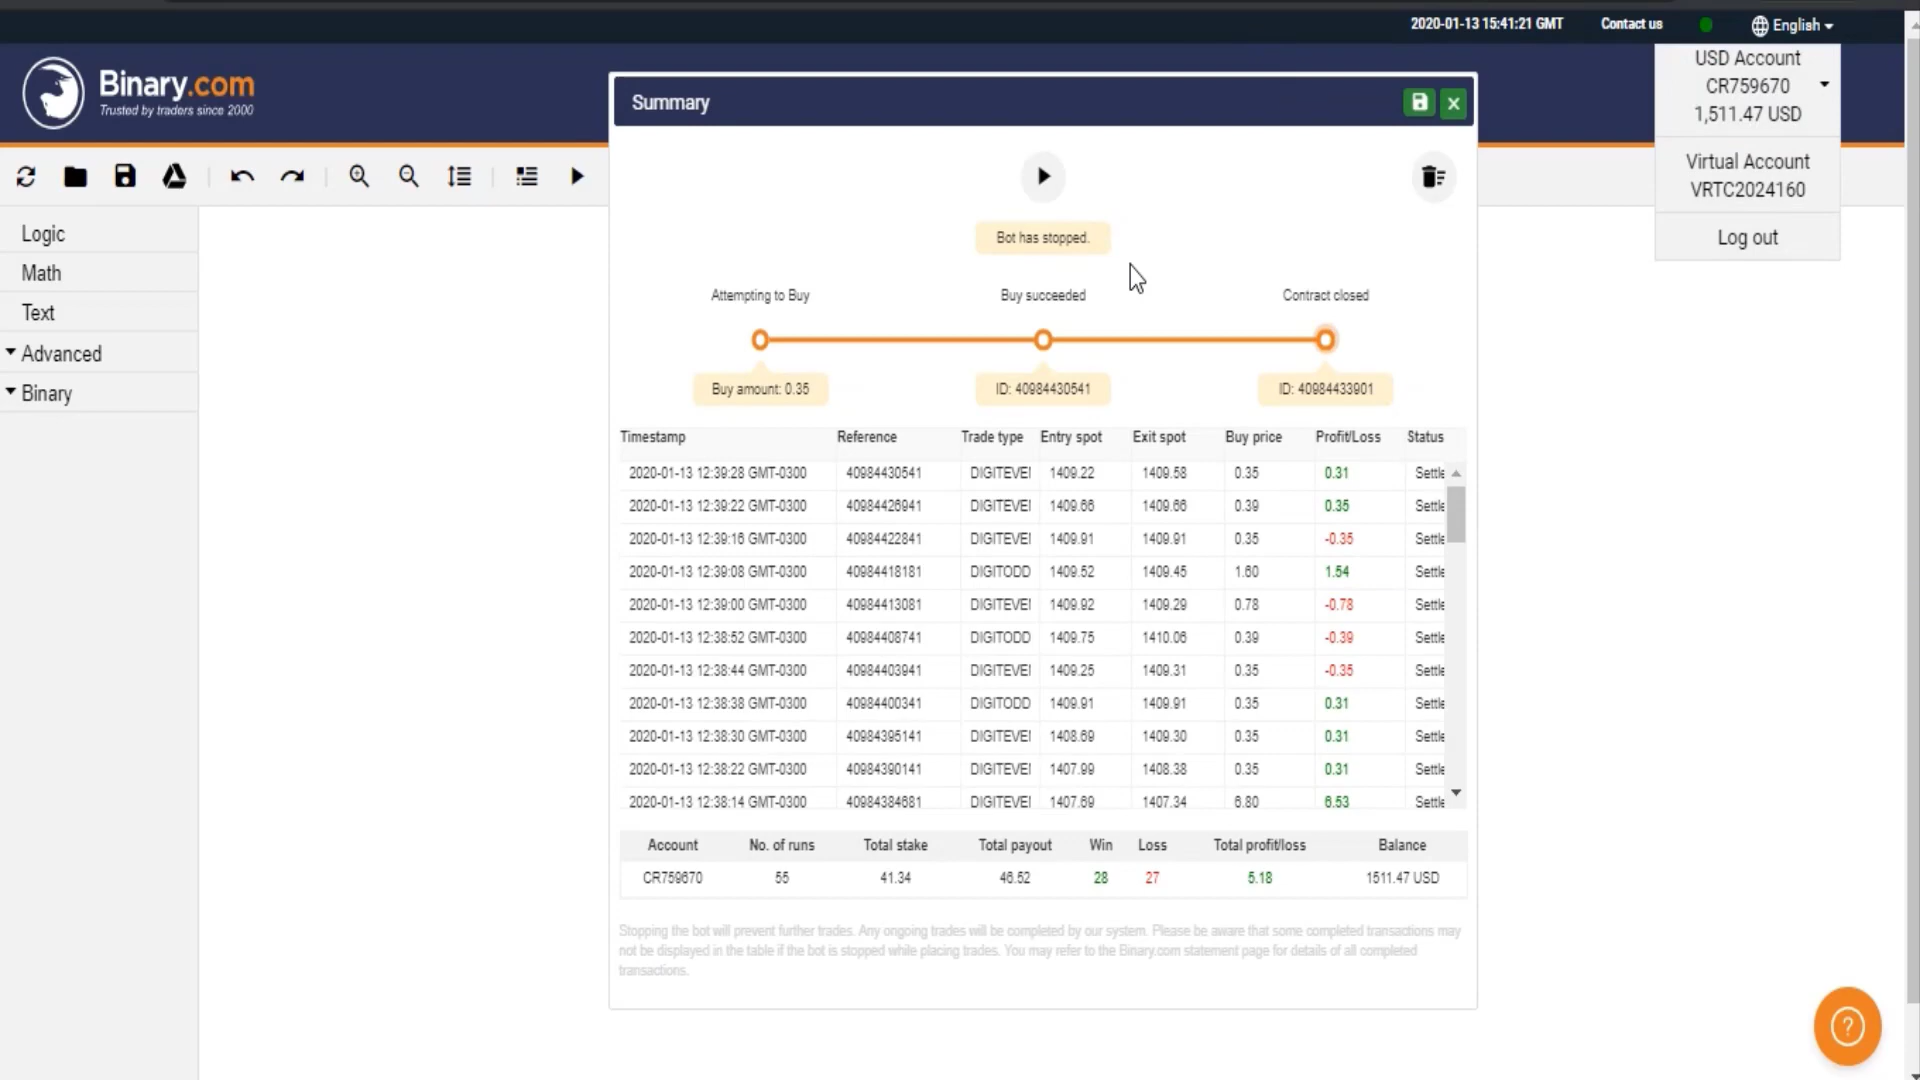 2020-01-13 15:41:21 GMT Contact us English
Binary.com
Trusted by traders since 2000
USD Account
CR759670
1,511.47 USD
Virtual Account
VRTC2024160
Log out
Logic
Math
Text
Advanced
Binary
Summary
Bot has stopped.
Attempting to Buy Buy succeeded Contract closed
Buy amount: 0.35 ID: 40984430541 ID: 40984433901
Timestamp Reference Trade type Entry spot Exit spot Buy price Profit/Loss Status
2020-01-13 12:39:28 GMT-0300 40984430541 DIGITEVE 1409.22 1409.58 0.35 0.31 Settle
2020-01-13 12:39:22 GMT-0300 40984426941 DIGITEVE 1409.66 1409.66 0.39 0.35 Settle
2020-01-13 12:39:16 GMT-0300 40984422841 DIGITEVE 1409.91 1409.91 0.35 -0.35 Settle
2020-01-13 12:39:08 GMT-0300 40984418181 DIGITODD 1409.52 1409.45 1.60 1.54 Settle
2020-01-13 12:39:00 GMT-0300 40984413081 DIGITEVE 1409.92 1409.29 0.78 -0.78 Settle
2020-01-13 12:38:52 GMT-0300 40984408741 DIGITODD 1409.75 1410.06 0.39 -0.39 Settle
2020-01-13 12:38:44 GMT-0300 40984403941 DIGITEVE 1409.25 1409.31 0.35 -0.35 Settle
2020-01-13 12:38:38 GMT-0300 40984400341 DIGITODD 1409.91 1409.91 0.35 0.31 Settle
2020-01-13 12:38:30 GMT-0300 40984395141 DIGITEVE 1408.69 1409.30 0.35 0.31 Settle
2020-01-13 12:38:22 GMT-0300 40984390141 DIGITEVE 1407.99 1408.38 0.35 0.31 Settle
2020-01-13 12:38:14 GMT-0300 40984384681 DIGITEVE 1407.69 1407.34 6.80 6.53 Settle
Account No. of runs Total stake Total payout Win Loss Total profit/loss Balance
CR759670 55 41.34 46.52 28 27 5.18 1511.47 USD
Stopping the bot will prevent further trades. Any ongoing trades will be completed by our system. Please be aware that some completed transactions may
not be displayed in the table if the bot is stopped while placing trades. You may refer to the Binary.com statement page for details of all completed
transactions.